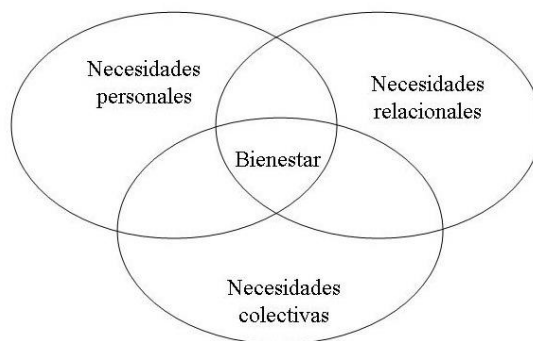 Necesidades
personales
Necesidades
relacionales
Bienestar
Necesidades
colectivas